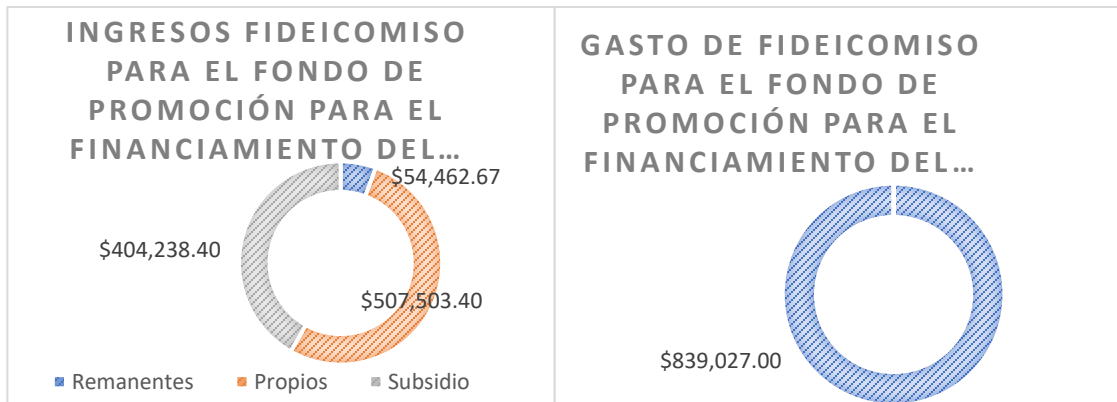 INGRESOS FIDEICOMISO
PARA EL FONDO DE
PROMOCIÓN PARA EL
FINANCIAMIENTO DEL...
$54,462.67
$404,238.40
$507,503.40
Remanentes
Propios
Subsidio
GASTO DE FIDEICOMISO
PARA EL FONDO DE
PROMOCIÓN PARA EL
FINANCIAMIENTO DEL...
$839,027.00